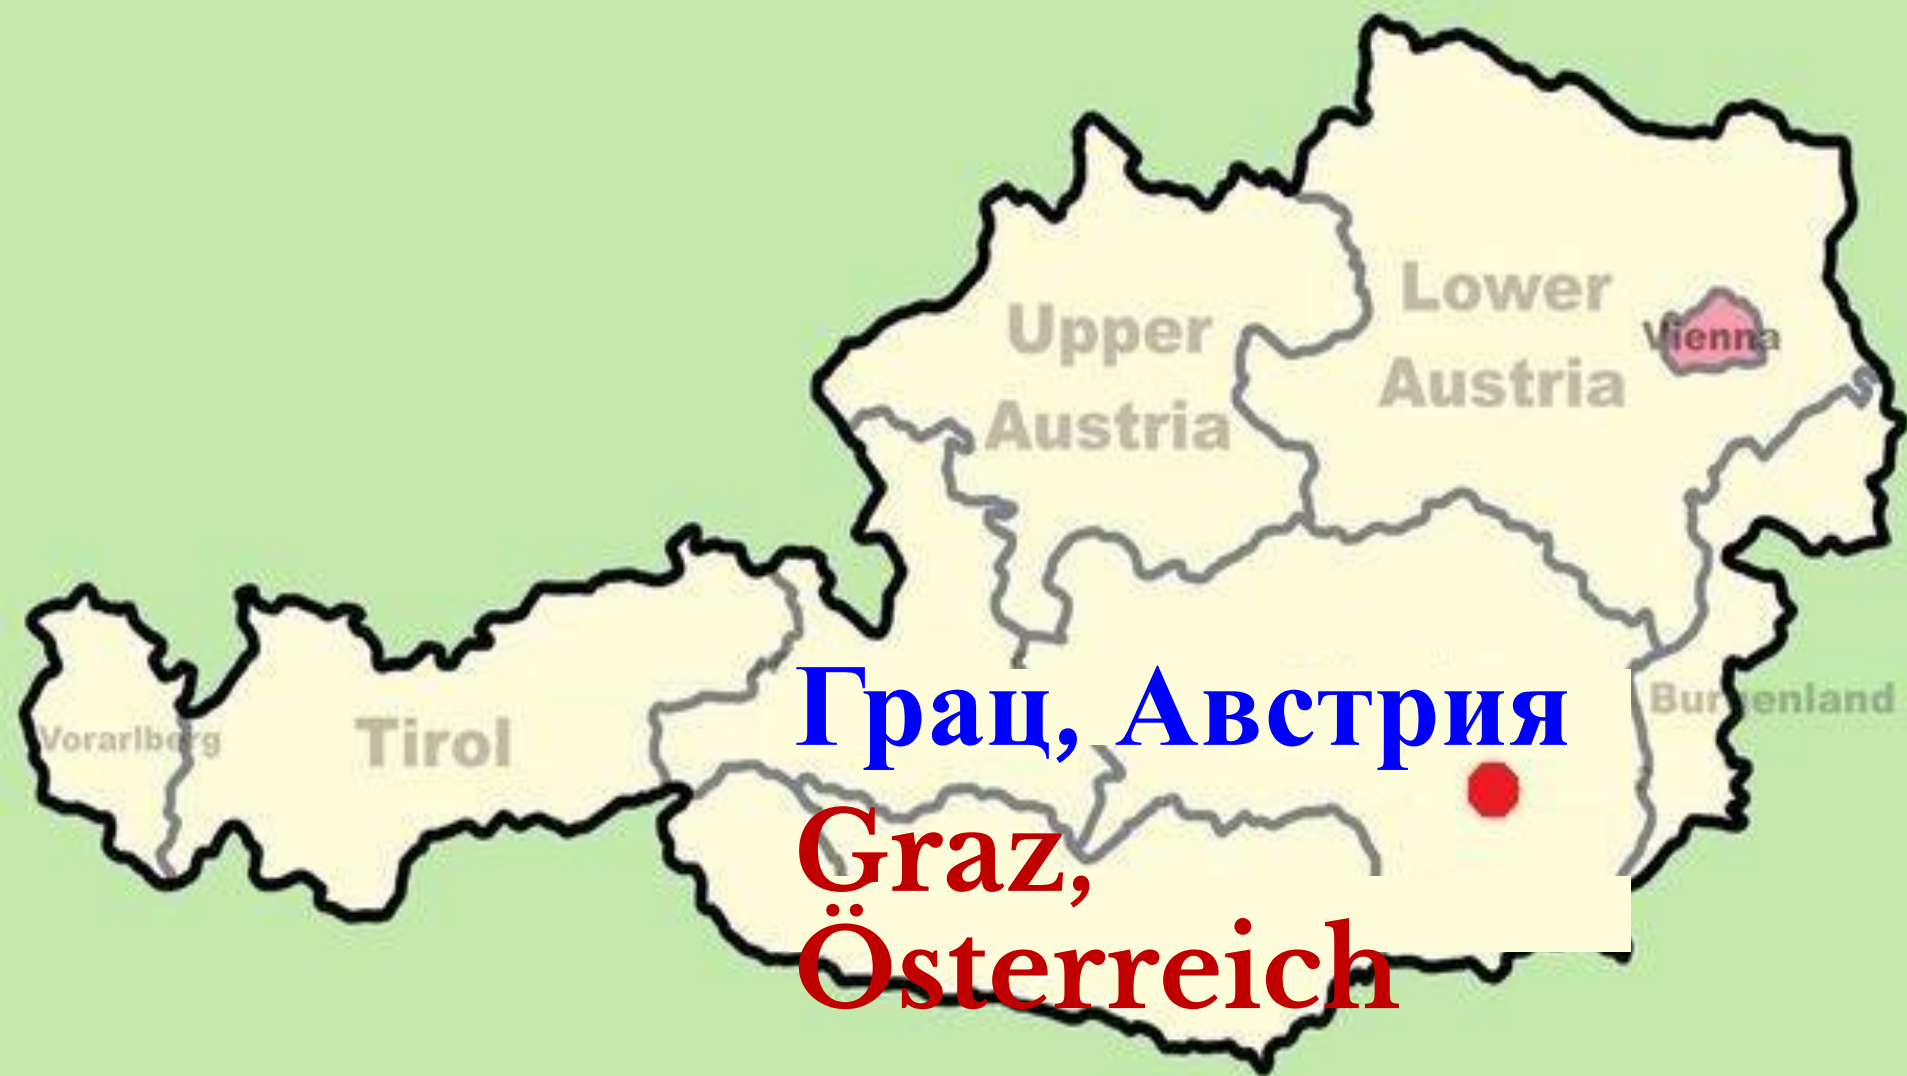 Upper
Austria
Lower
Austria
Vienna
Vorarlberg
Tirol
Burgenland
Грац, Австрия
Graz,
Österreich